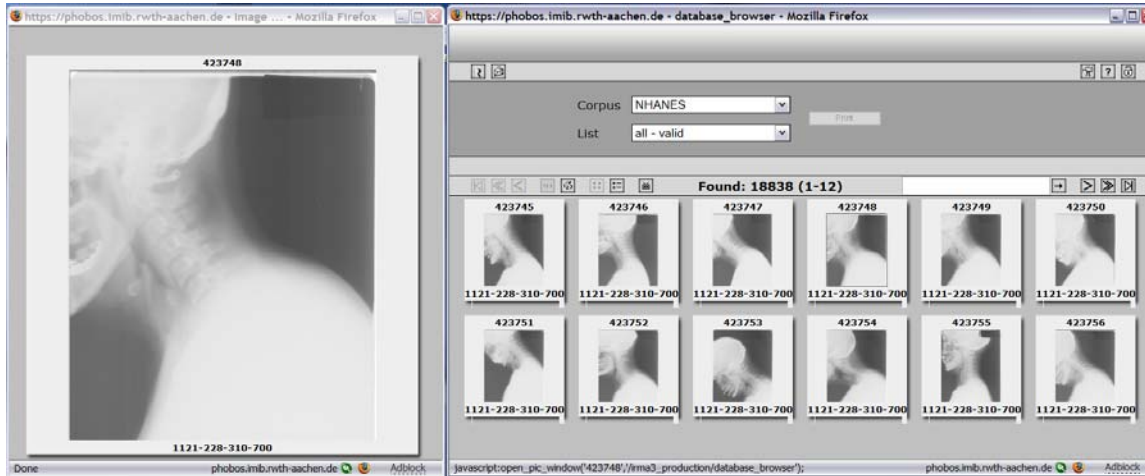 https://phobos.imib.rwth-aachen.de - Image ... - Mozilla Firefox
423748
1121-228-310-700
Done phobos.imib.rwth-aachen.de Adblock
https://phobos.imib.rwth-aachen.de - database_browser - Mozilla Firefox
?
Corpus NHANES
List all - valid
Found: 18838 (1-12)
423745 423746 423747 423748 423749 423750
1121-228-310-700 1121-228-310-700 1121-228-310-700 1121-228-310-700 1121-228-310-700 1121-228-310-700
423751 423752 423753 423754 423755 423756
1121-228-310-700 1121-228-310-700 1121-228-310-700 1121-228-310-700 1121-228-310-700 1121-228-310-700
javascript:open_pic_window('423748','/irma3_production/database_browser'); phobos.imib.rwth-aachen.de Adblock